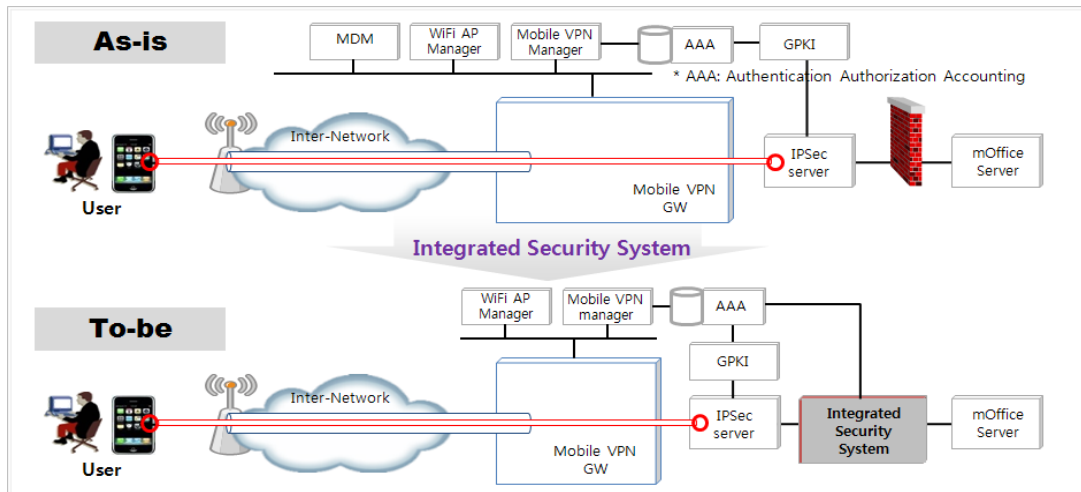 As-is
MDM
WiFi AP
Manager
Mobile VPN
Manager
AAA
GPKI
* AAA: Authentication Authorization Accounting
Inter-Network
IPSec
server
mOffice
Server
Mobile VPN
GW
User
Integrated Security System
To-be
WiFi AP
Manager
Mobile VPN
manager
AAA
GPKI
Inter-Network
IPSec
server
Integrated
Security
System
mOffice
Server
Mobile VPN
GW
User